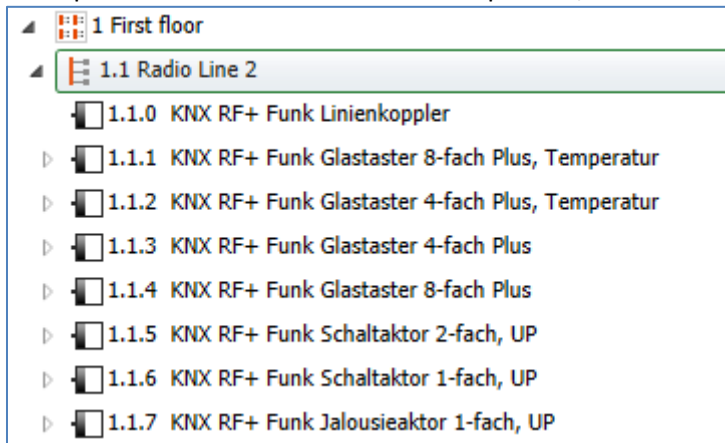 1 First floor
1.1 Radio Line 2
1.1.0 KNX RF+ Funk Linienkoppler
1.1.1 KNX RF+ Funk Glastaster 8-fach Plus, Temperatur
1.1.2 KNX RF+ Funk Glastaster 4-fach Plus, Temperatur
1.1.3 KNX RF+ Funk Glastaster 4-fach Plus
1.1.4 KNX RF+ Funk Glastaster 8-fach Plus
1.1.5 KNX RF+ Funk Schaltaktor 2-fach, UP
1.1.6 KNX RF+ Funk Schaltaktor 1-fach, UP
1.1.7 KNX RF+ Funk Jalousieaktor 1-fach, UP